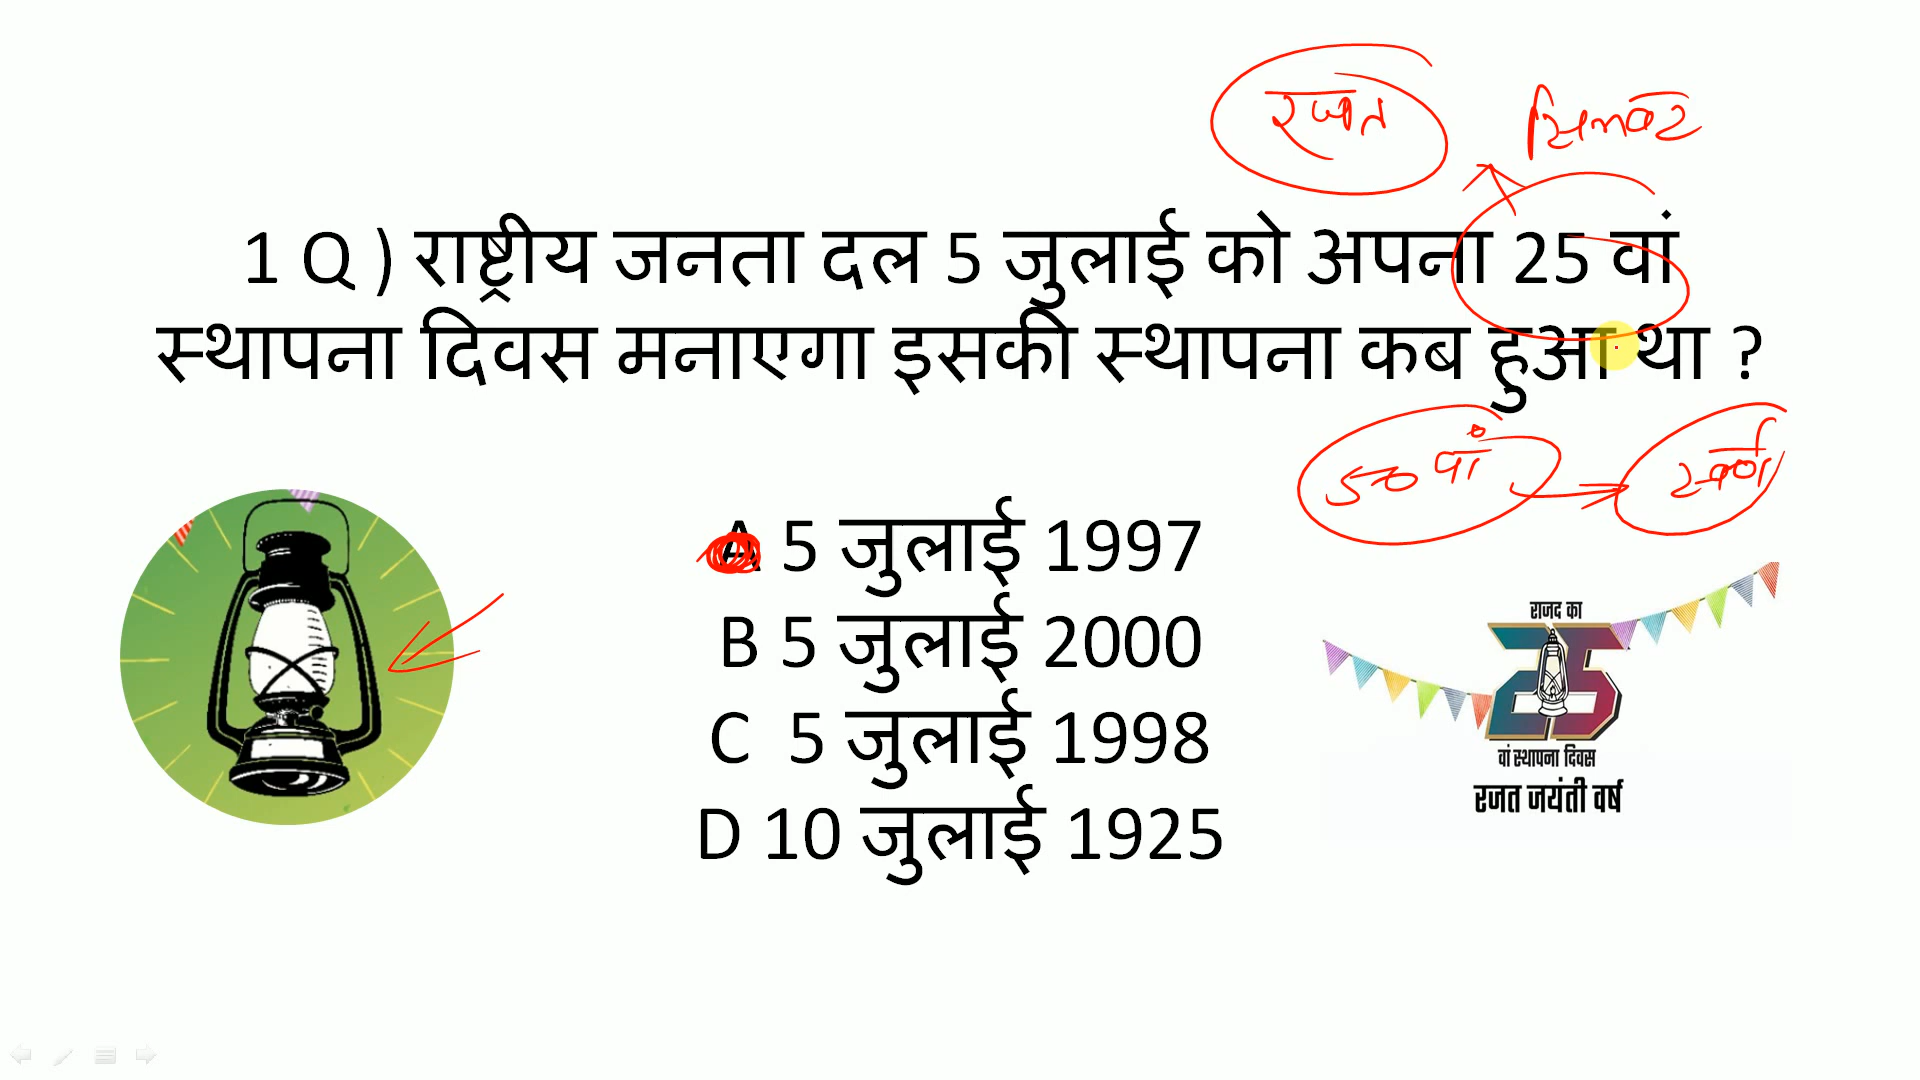 रजत
सिल्वर
1 Q ) राष्ट्रीय जनता दल 5 जुलाई को अपना 25 वां
स्थापना दिवस मनाएगा इसकी स्थापना कब हुआ था ?
50 वां
स्वर्ण
A 5 जुलाई 1997
B 5 जुलाई 2000
C 5 जुलाई 1998
D 10 जुलाई 1925
राजद का
25
वां स्थापना दिवस
रजत जयंती वर्ष